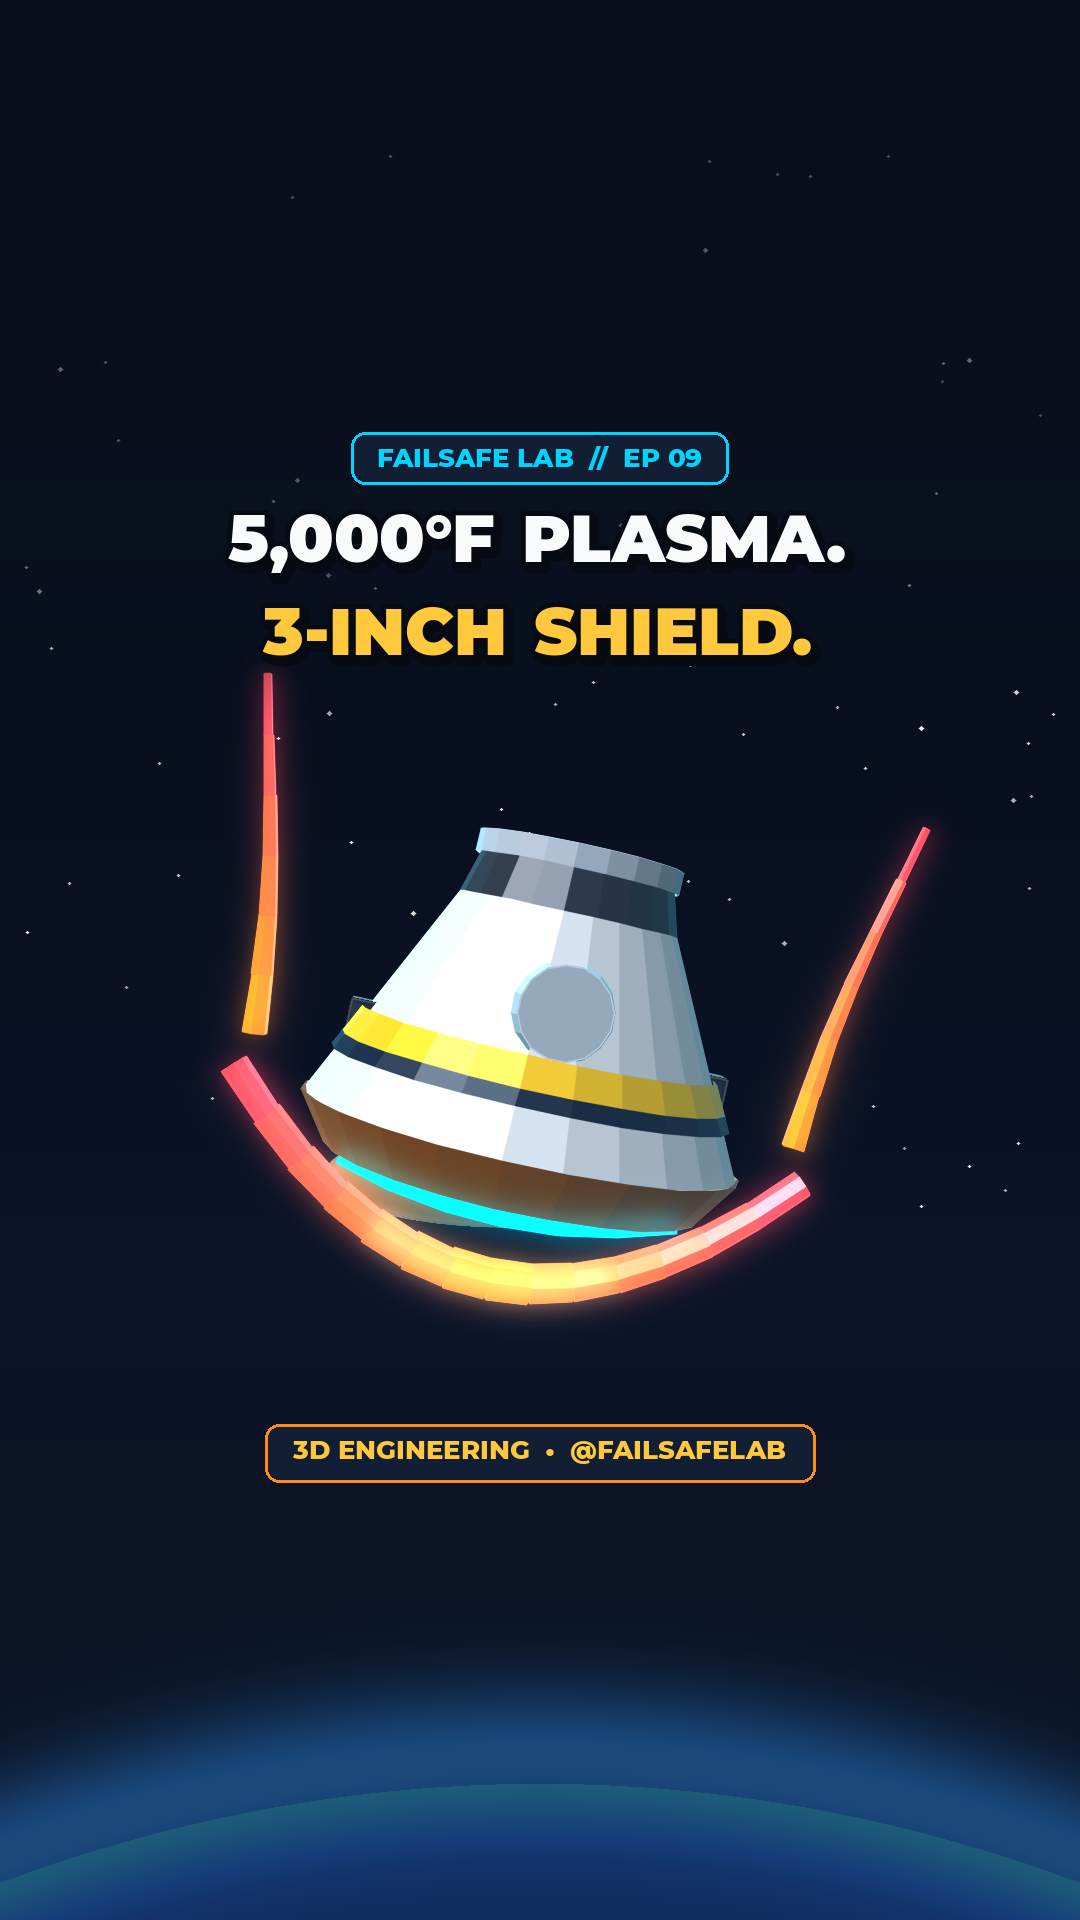 FAILSAFE LAB // EP 09
5,000°F PLASMA.
3-INCH SHIELD.
3D ENGINEERING • @FAILSAFELAB